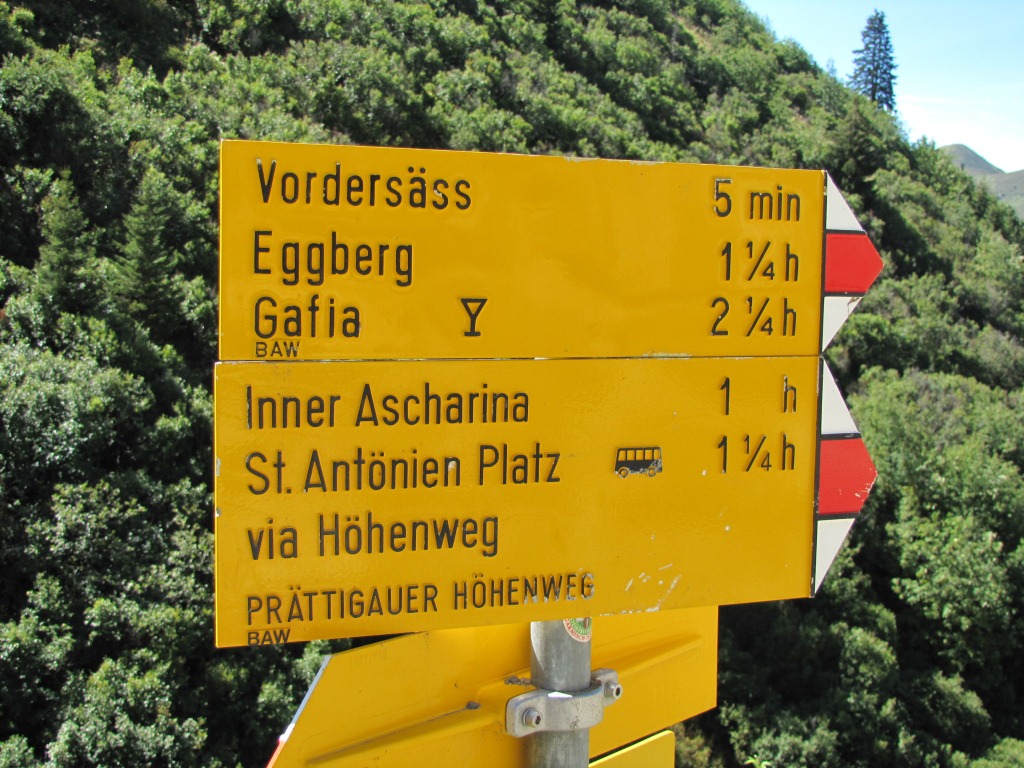 Vordersäss 5 min
Eggberg 1 ¼ h
Gafia 2 ¼ h
BAW
Inner Ascharina 1 h
St. Antönien Platz 1 ¼ h
via Höhenweg
PRÄTTIGAUER HÖHENWEG
BAW